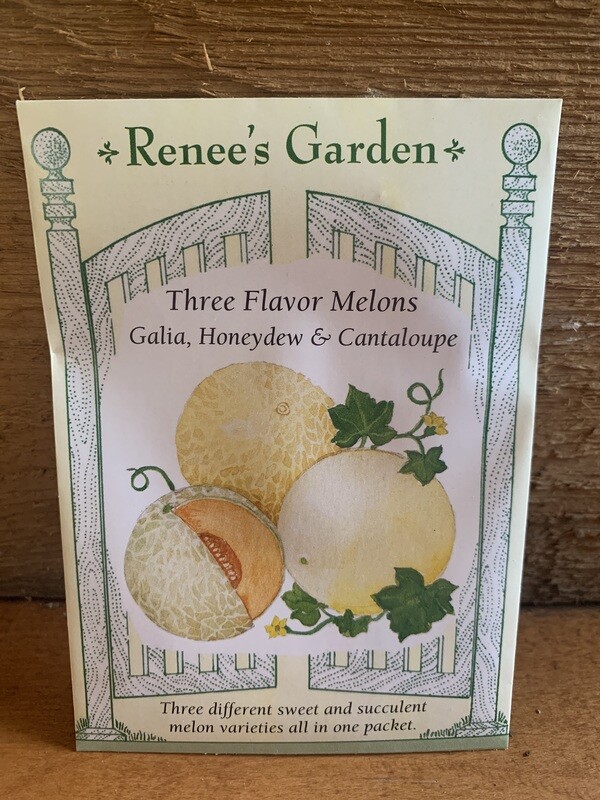 Renee's Garden
Three Flavor Melons
Galia, Honeydew & Cantaloupe
Three different sweet and succulent
melon varieties all in one packet.